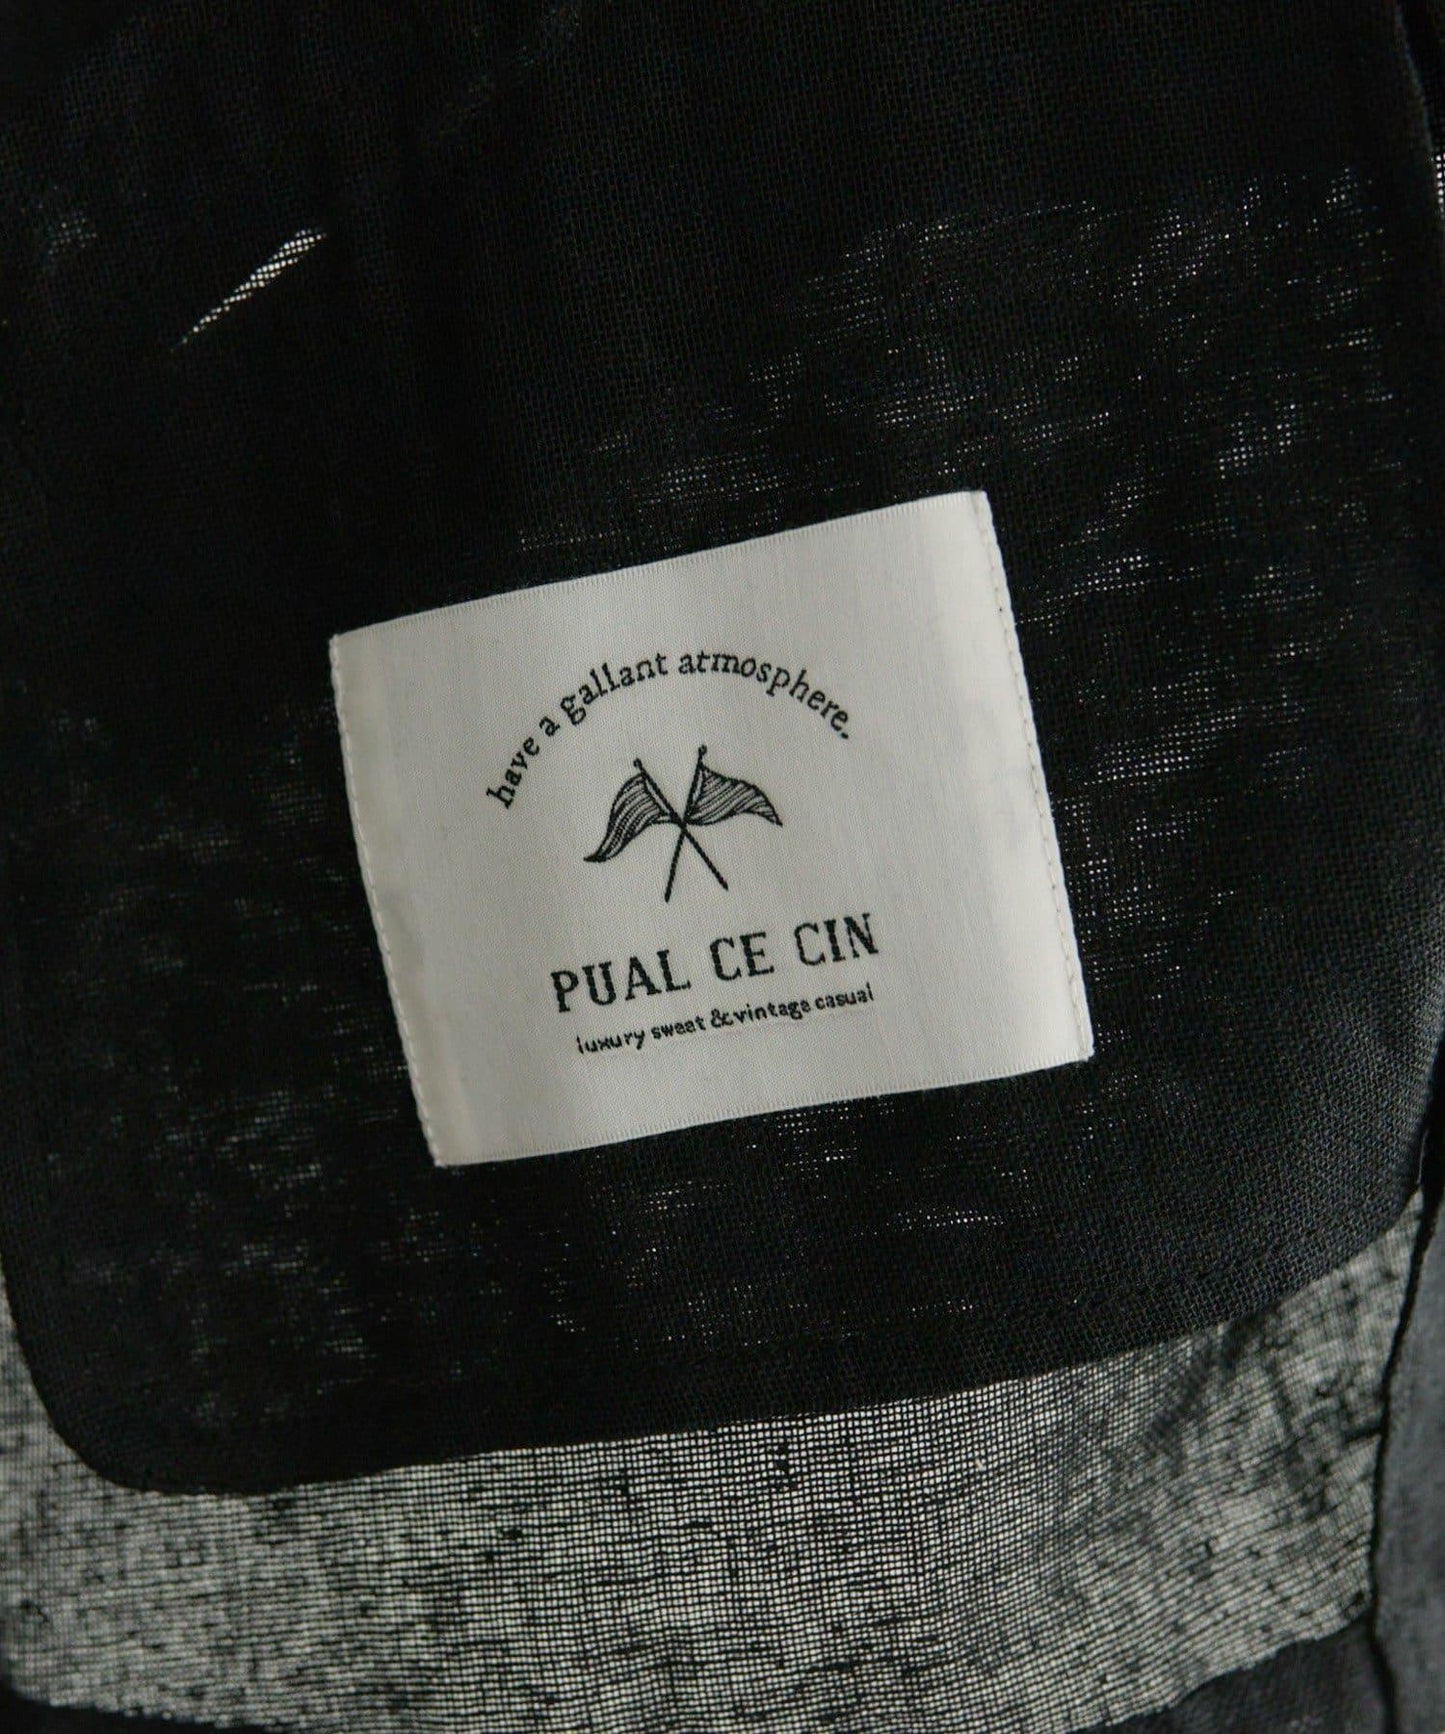 have a gallant atmosphere.
PUAL CE CIN
luxury sweet & vintage casual